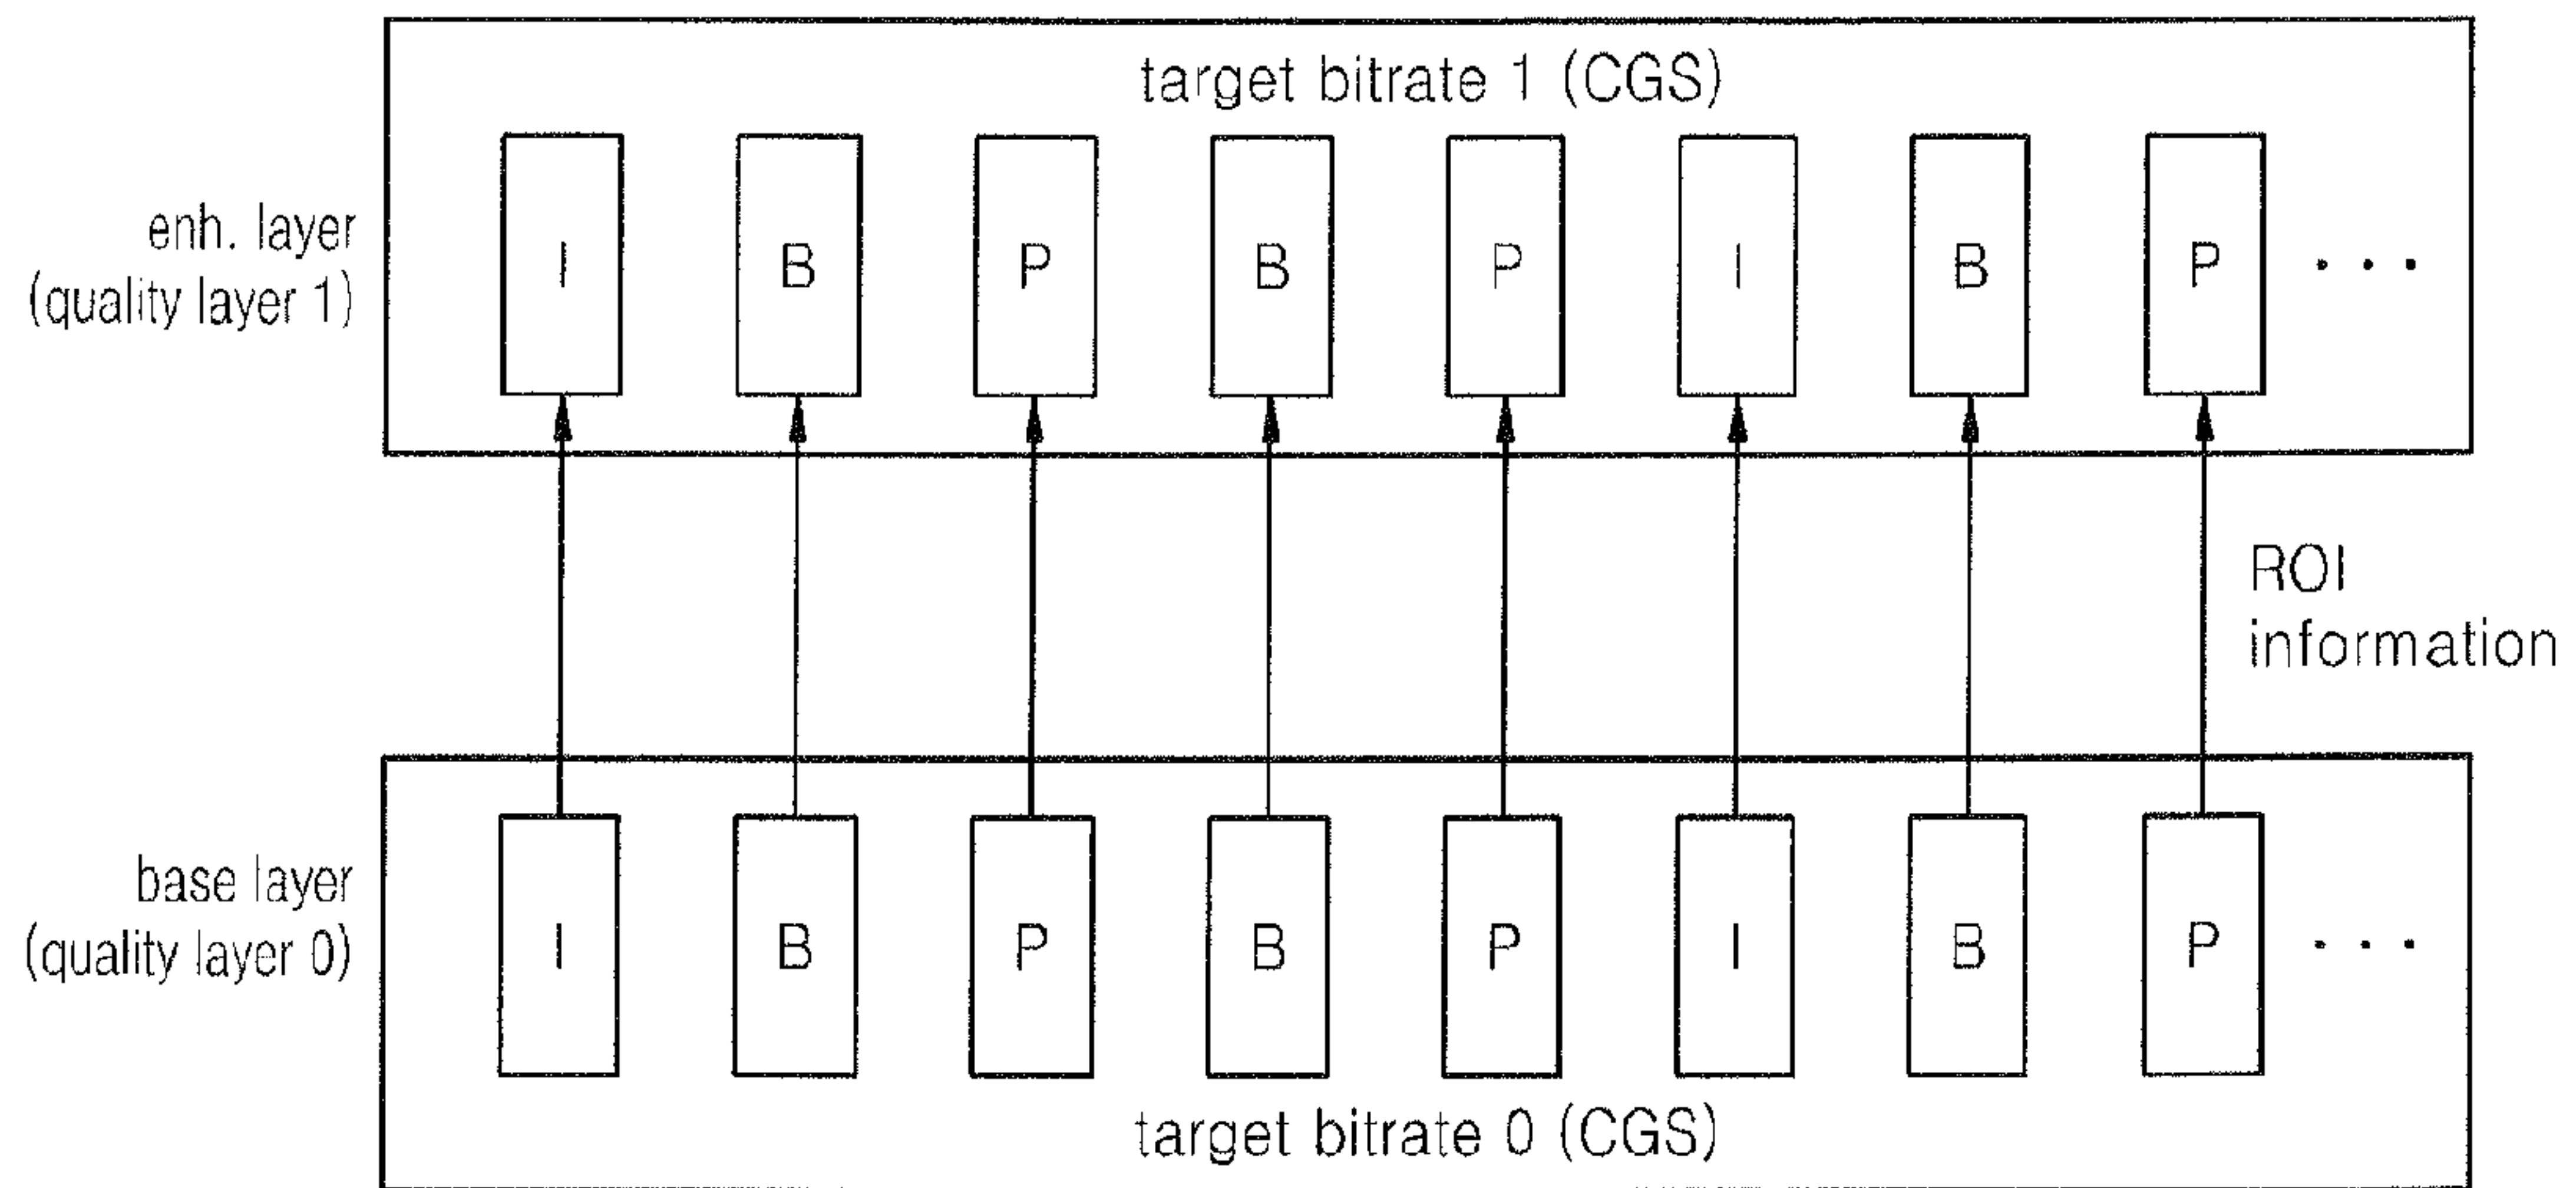 target bitrate 1 (CGS)
enh. layer
(quality layer 1)
I B P B P I B P ...
ROI
information
base layer
(quality layer 0)
I B P B P I B P ...
target bitrate 0 (CGS)